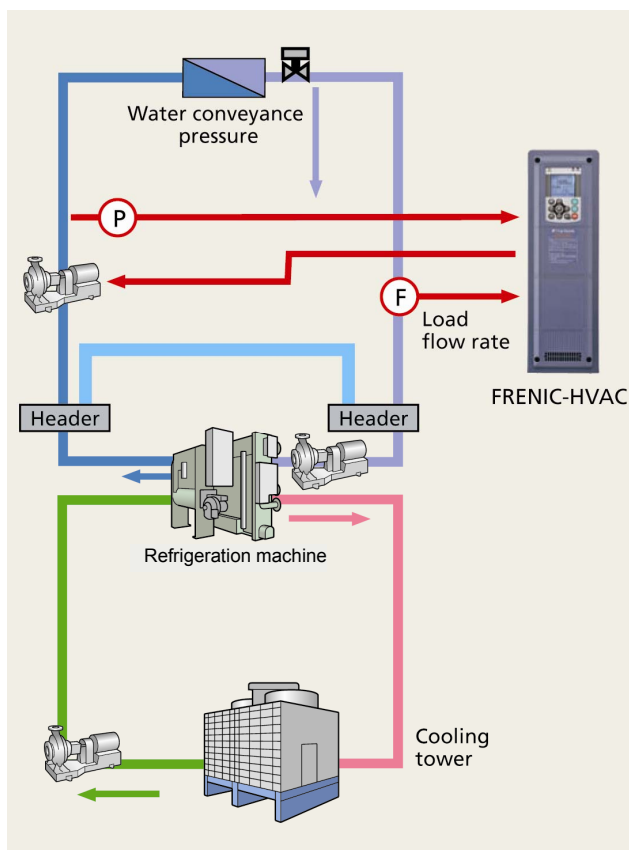 Water conveyance
pressure
P
F
Load
flow rate
FRENIC-HVAC
Header
Header
Refrigeration machine
Cooling
tower